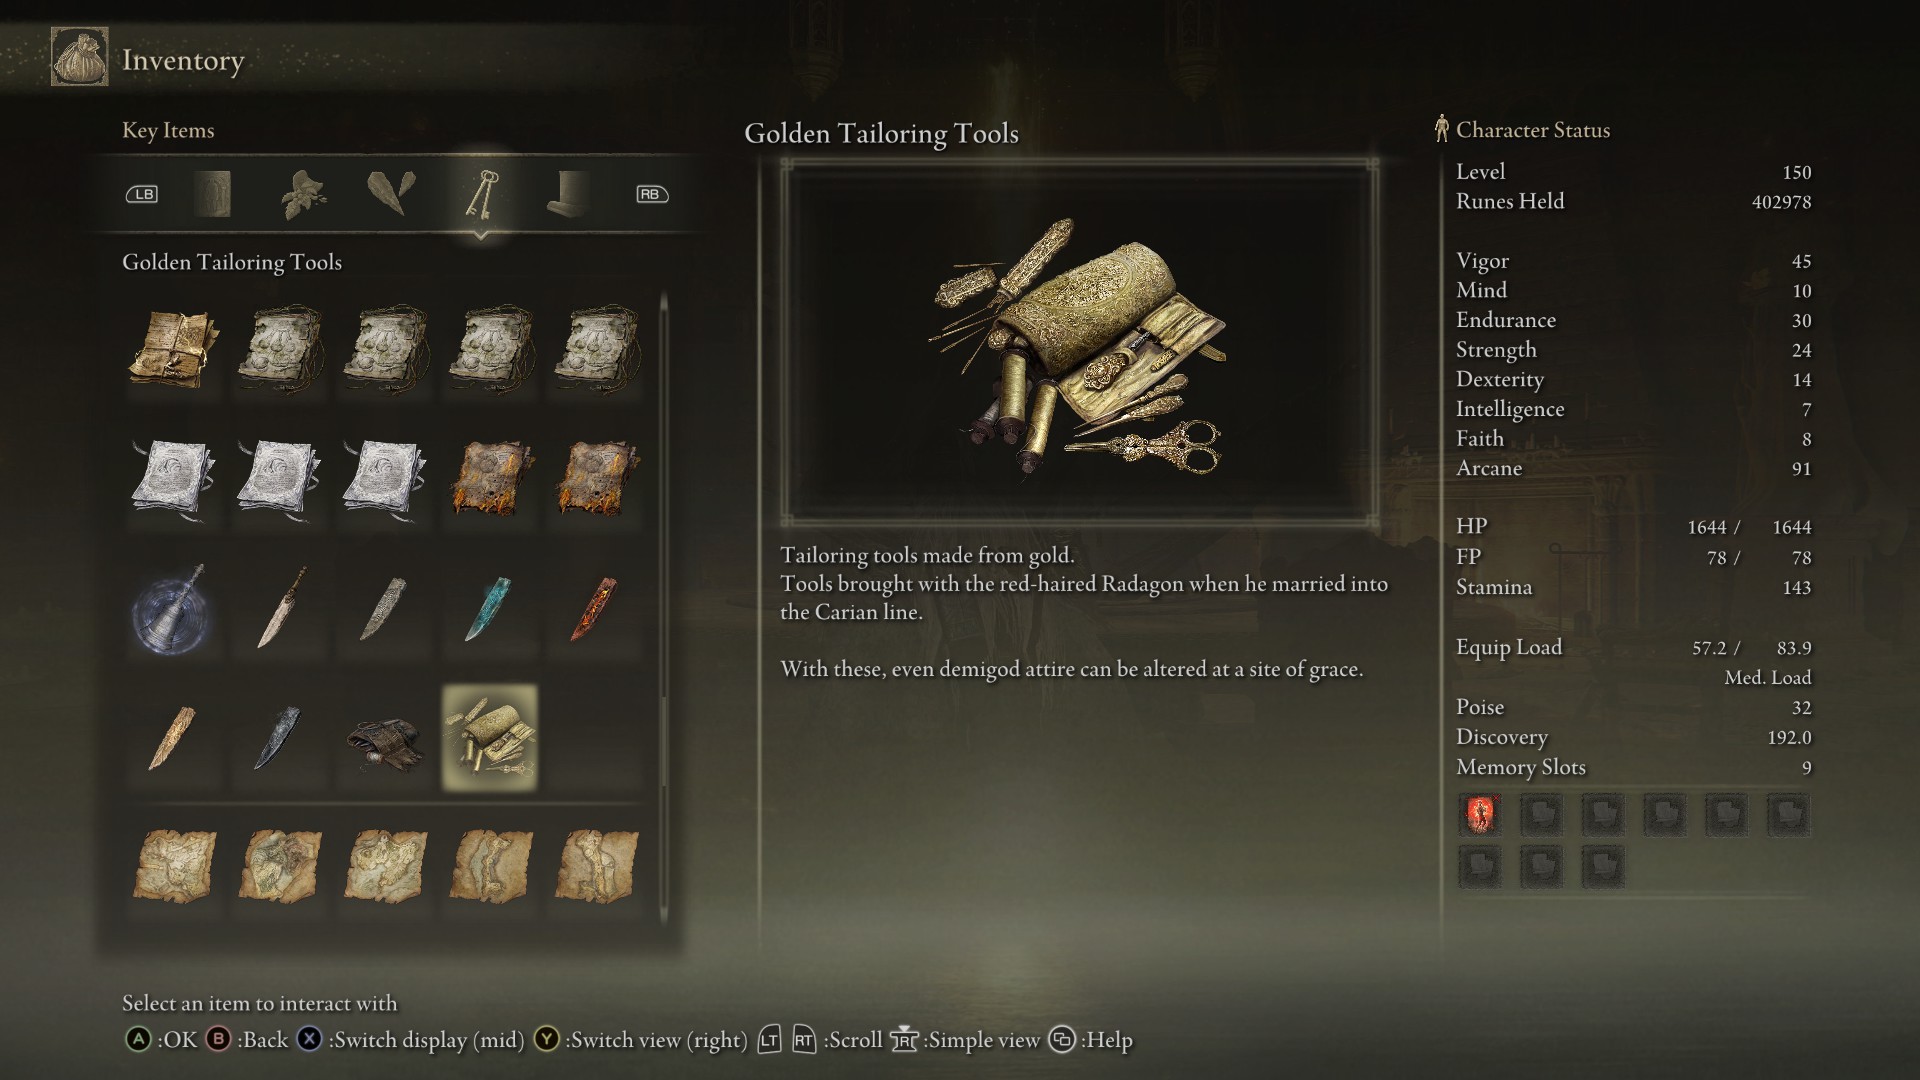 Inventory
Key Items
LB
RB
Golden Tailoring Tools
Golden Tailoring Tools
Tailoring tools made from gold.
Tools brought with the red-haired Radagon when he married into
the Carian line.
With these, even demigod attire can be altered at a site of grace.
Character Status
Level 150
Runes Held 402978
Vigor 45
Mind 10
Endurance 30
Strength 24
Dexterity 14
Intelligence 7
Faith 8
Arcane 91
HP 1644 / 1644
FP 78 / 78
Stamina 143
Equip Load 57.2 / 83.9
Med. Load
Poise 32
Discovery 192.0
Memory Slots 9
Select an item to interact with
A :OK B :Back X :Switch display (mid) Y :Switch view (right) LT RT :Scroll R :Simple view :Help